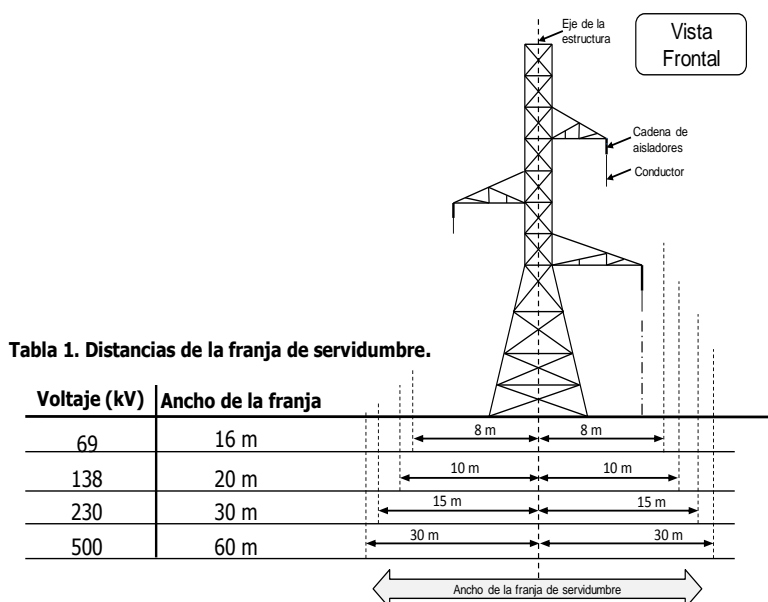 Eje de la
estructura
Vista
Frontal
Cadena de
aisladores
Conductor
Tabla 1. Distancias de la franja de servidumbre.
Voltaje (kV) Ancho de la franja
69 16 m 8 m 8 m
138 20 m 10 m 10 m
230 30 m 15 m 15 m
500 60 m 30 m 30 m
Ancho de la franja de servidumbre